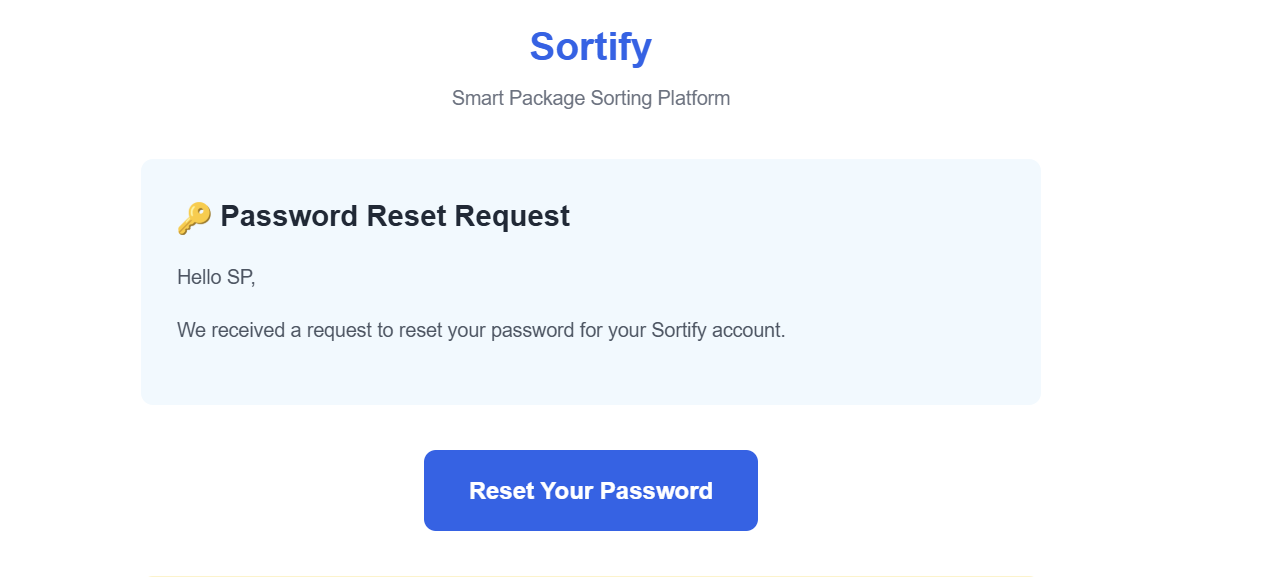 Sortify
Smart Package Sorting Platform
🔑 Password Reset Request
Hello SP,
We received a request to reset your password for your Sortify account.
Reset Your Password